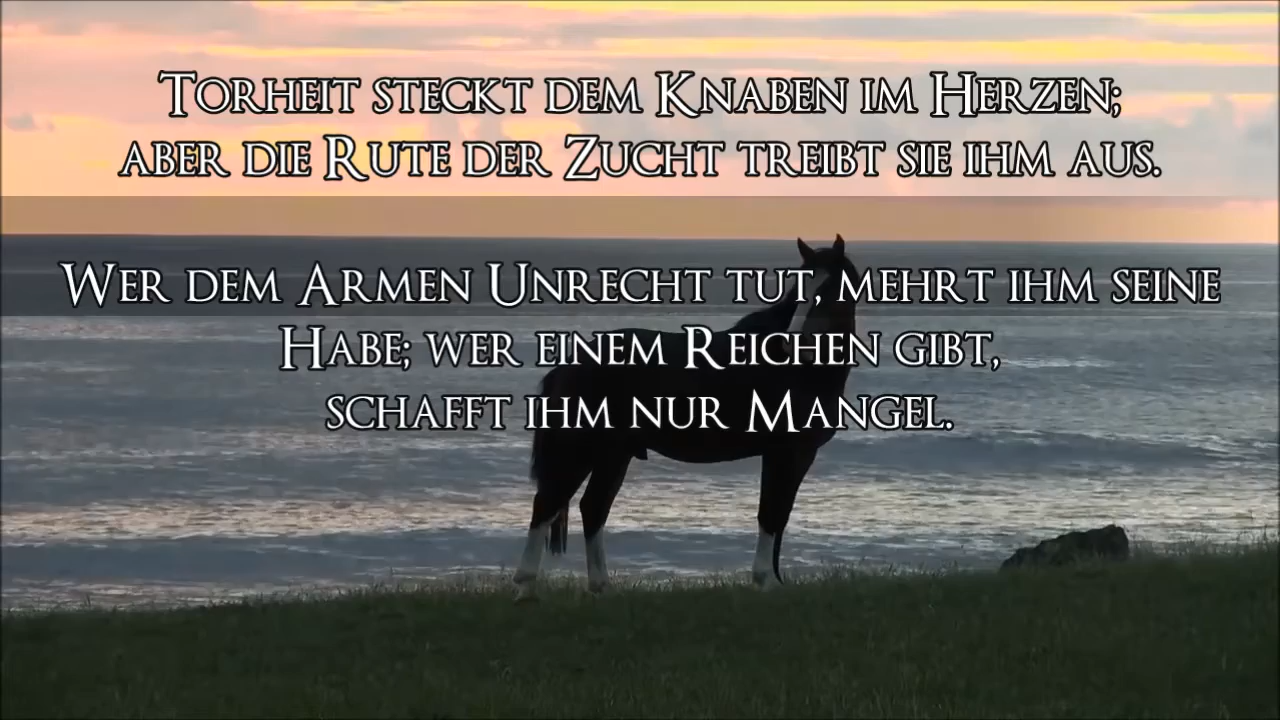 Torheit steckt dem Knaben im Herzen;
aber die Rute der Zucht treibt sie ihm aus.
Wer dem Armen Unrecht tut, mehrt ihm seine
Habe; wer einem Reichen gibt,
schafft ihm nur Mangel.